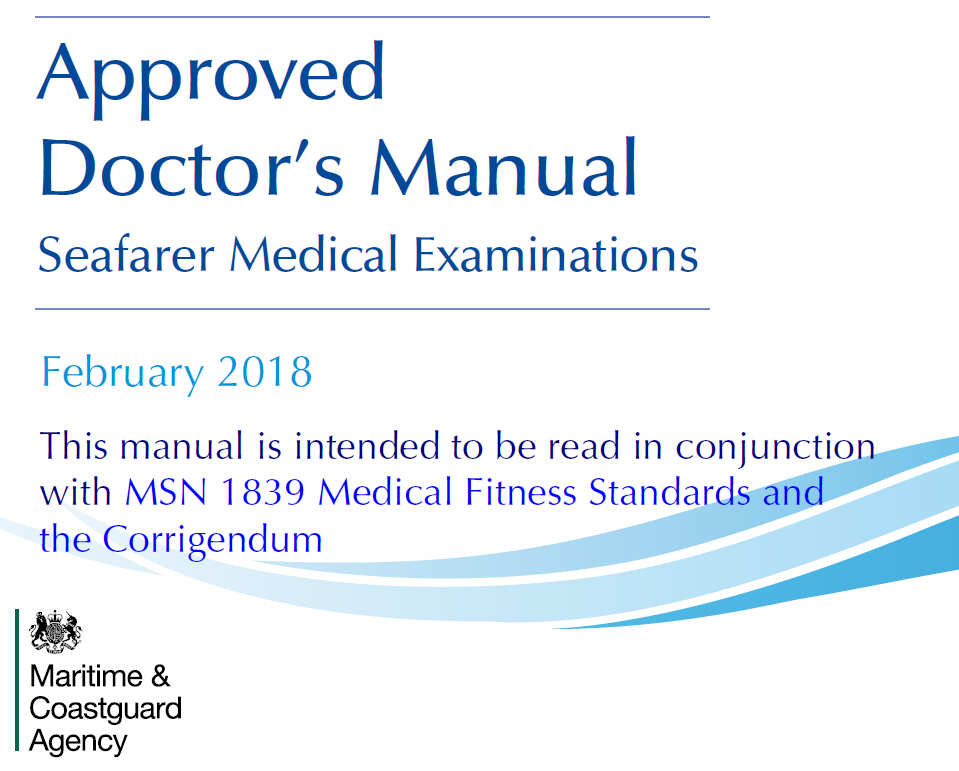 Approved
Doctor’s Manual
Seafarer Medical Examinations
February 2018
This manual is intended to be read in conjunction
with MSN 1839 Medical Fitness Standards and
the Corrigendum
Maritime &
Coastguard
Agency